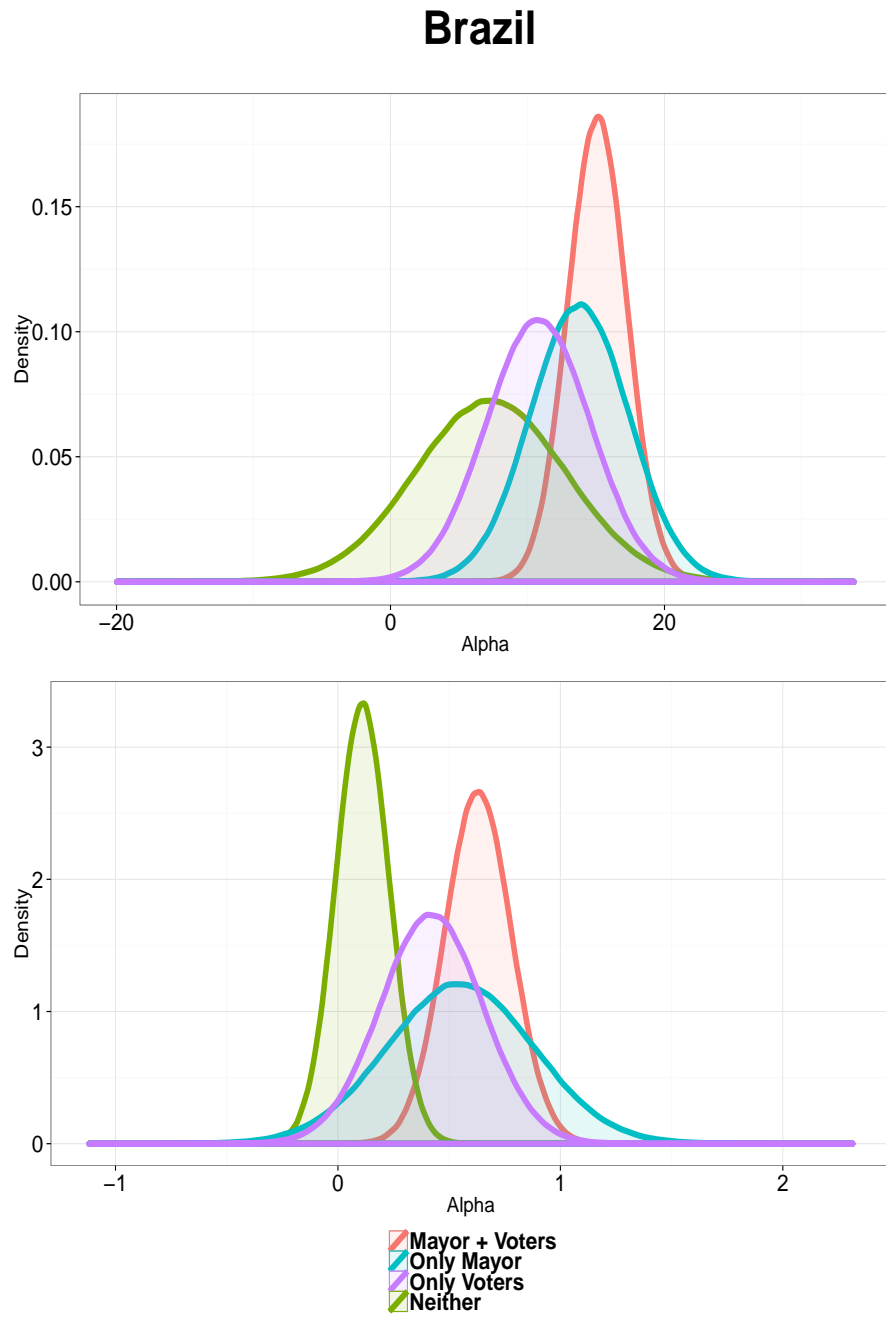 Brazil
0.15
0.10
0.05
0.00
Density
−20 0 20
Alpha
3
2
1
0
Density
−1 0 1 2
Alpha
Mayor + Voters
Only Mayor
Only Voters
Neither